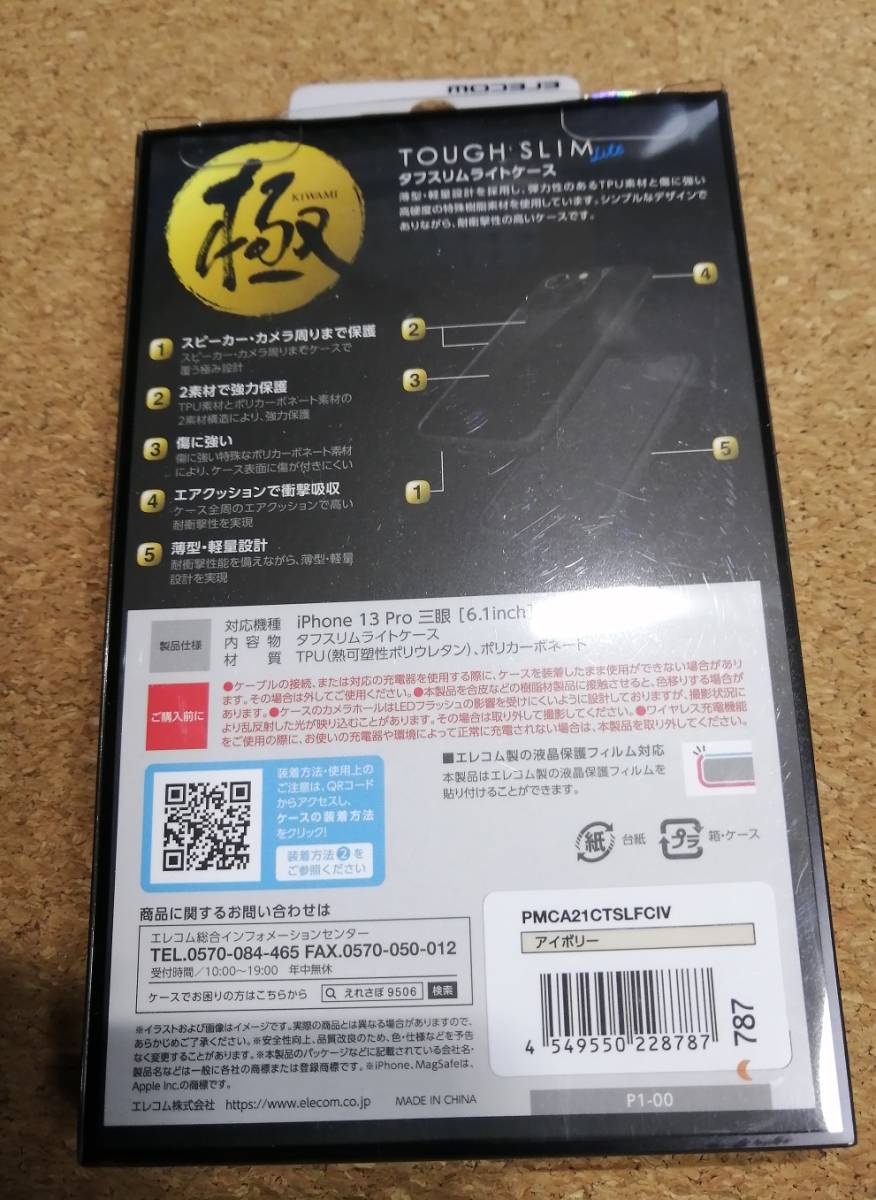 ELECOM
極
KIWAMI
TOUGH SLIM Lite
タフスリムライトケース
薄型・軽量設計を採用し、弾力性のあるTPU素材と傷に強い
高硬度の特殊樹脂素材を使用しています。シンプルなデザインで
ありながら、耐衝撃性の高いケースです。
1 スピーカー・カメラ周りまで保護
スピーカー・カメラ周りまでケースで
覆う極み設計
2 2素材で強力保護
TPU素材とポリカーボネート素材の
2素材構造により、強力保護
3 傷に強い
傷に強い特殊なポリカーボネート素材
により、ケース表面に傷が付きにくい
4 エアクッションで衝撃吸収
ケース全周のエアクッションで高い
耐衝撃性を実現
5 薄型・軽量設計
耐衝撃性能を備えながら、薄型・軽量
設計を実現
4
2
3
5
1
製品仕様
対応機種 iPhone 13 Pro 三眼 [6.1inch]
内容物 タフスリムライトケース
材質 TPU(熱可塑性ポリウレタン)、ポリカーボネート
ご購入前に
●ケーブルの接続、または対応の充電器を使用する際に、ケースを装着したまま使用ができない場合があり
ます。その場合は外してご使用ください。●本製品を合皮などの樹脂材製品に接触させると、色移りする場合が
あります。●ケースのカメラホールはLEDフラッシュの影響を受けにくいように設計しておりますが、撮影状況に
より乱反射した光が映り込むことがあります。その場合は取り外して撮影してください。●ワイヤレス充電機能
をご使用の際に、お使いの充電器や環境によって正常に充電されない場合は、本製品を取り外してください。
装着方法・使用上の
ご注意は、QRコード
からアクセスし、
ケースの装着方法
をクリック!
装着方法2を
ご参照ください
■エレコム製の液晶保護フィルム対応
本製品はエレコム製の液晶保護フィルムを
貼り付けることができます。
紙 台紙 プラ 箱・ケース
商品に関するお問い合わせは
エレコム総合インフォメーションセンター
TEL.0570-084-465 FAX.0570-050-012
受付時間/10:00~19:00 年中無休
ケースでお困りの方はこちらから えれさぽ 9506 検索
※イラストおよび画像はイメージです。実際の商品とは異なる場合がありますので、
あらかじめご了承ください。※安全性向上、品質改良のため、色・仕様などを予告
なく変更することがあります。※本製品のパッケージなどに記載されている会社名・
製品名などは一般に各社の商標または登録商標です。※iPhone、MagSafeは、
Apple Inc.の商標です。
エレコム株式会社 https://www.elecom.co.jp MADE IN CHINA
PMCA21CTSLFCIV
アイボリー
4 549550 228787
787
P1-00